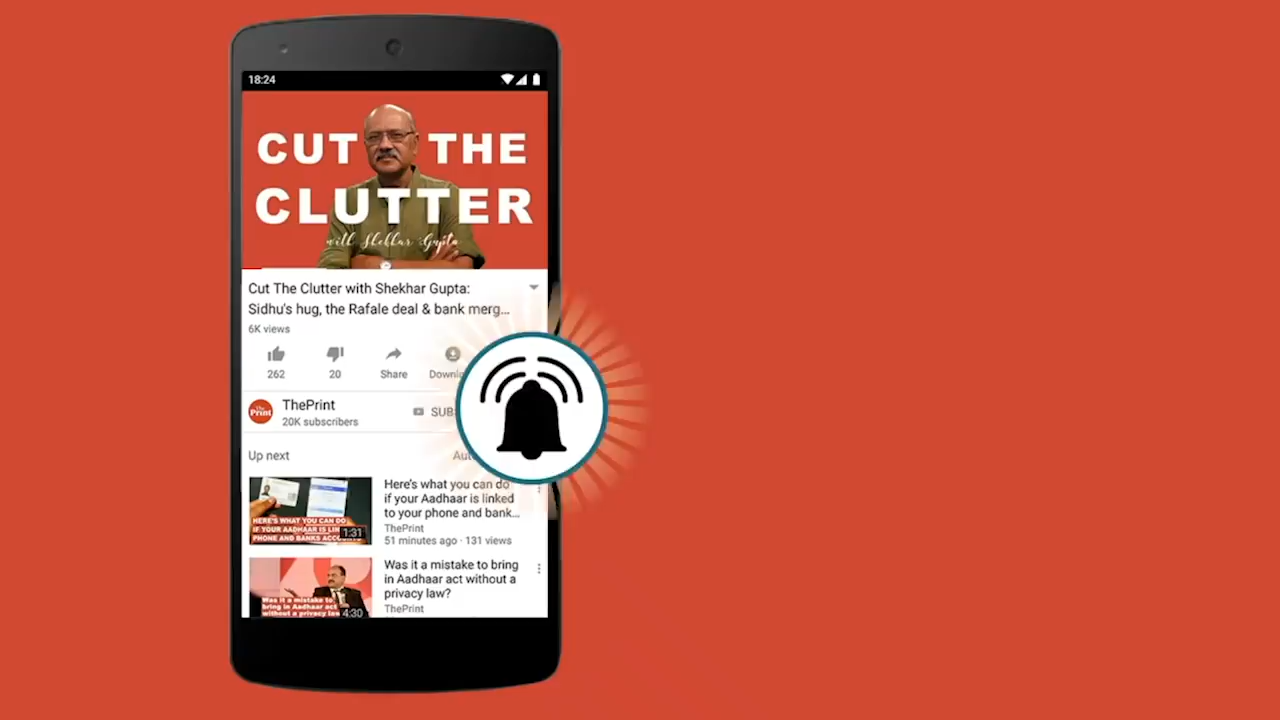 18:24
CUT THE
CLUTTER
with Shekhar Gupta
Cut The Clutter with Shekhar Gupta:
Sidhu's hug, the Rafale deal & bank merg...
6K views
262
20
Share
Downlo
ThePrint
20K subscribers
SUBS
The
Print
Up next
Aut
Here's what you can do
if your Aadhaar is linked
to your phone and bank...
ThePrint
51 minutes ago · 131 views
HERE'S WHAT YOU CAN DO
IF YOUR AADHAAR IS LIN
PHONE AND BANKS ACCOUNTS
1:31
Was it a mistake to bring
in Aadhaar act without a
privacy law?
ThePrint
Was it a mistake to
bring in Aadhaar act
without a privacy law
4:30